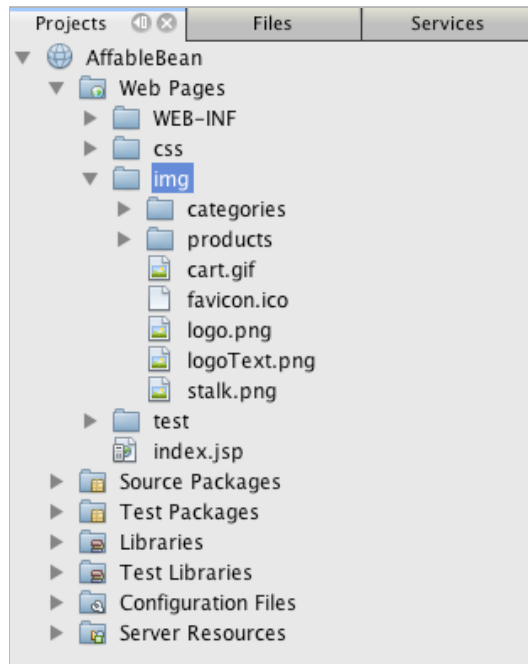 Projects Files Services
AffableBean
Web Pages
WEB-INF
css
img
categories
products
cart.gif
favicon.ico
logo.png
logoText.png
stalk.png
test
index.jsp
Source Packages
Test Packages
Libraries
Test Libraries
Configuration Files
Server Resources